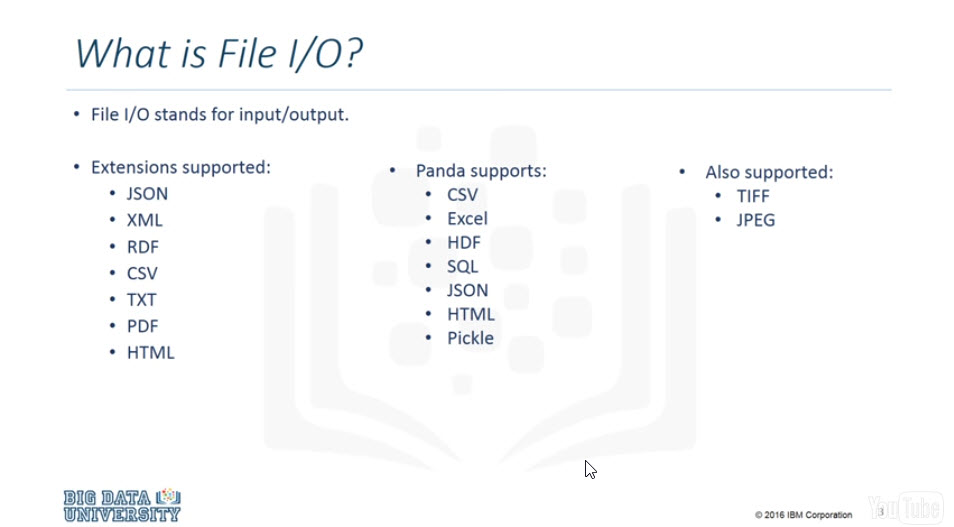 What is File I/O?
• File I/O stands for input/output.
• Extensions supported:
• JSON
• XML
• RDF
• CSV
• TXT
• PDF
• HTML
• Panda supports:
• CSV
• Excel
• HDF
• SQL
• JSON
• HTML
• Pickle
• Also supported:
• TIFF
• JPEG
BIG DATA
UNIVERSITY
© 2016 IBM Corporation
3
YouTube